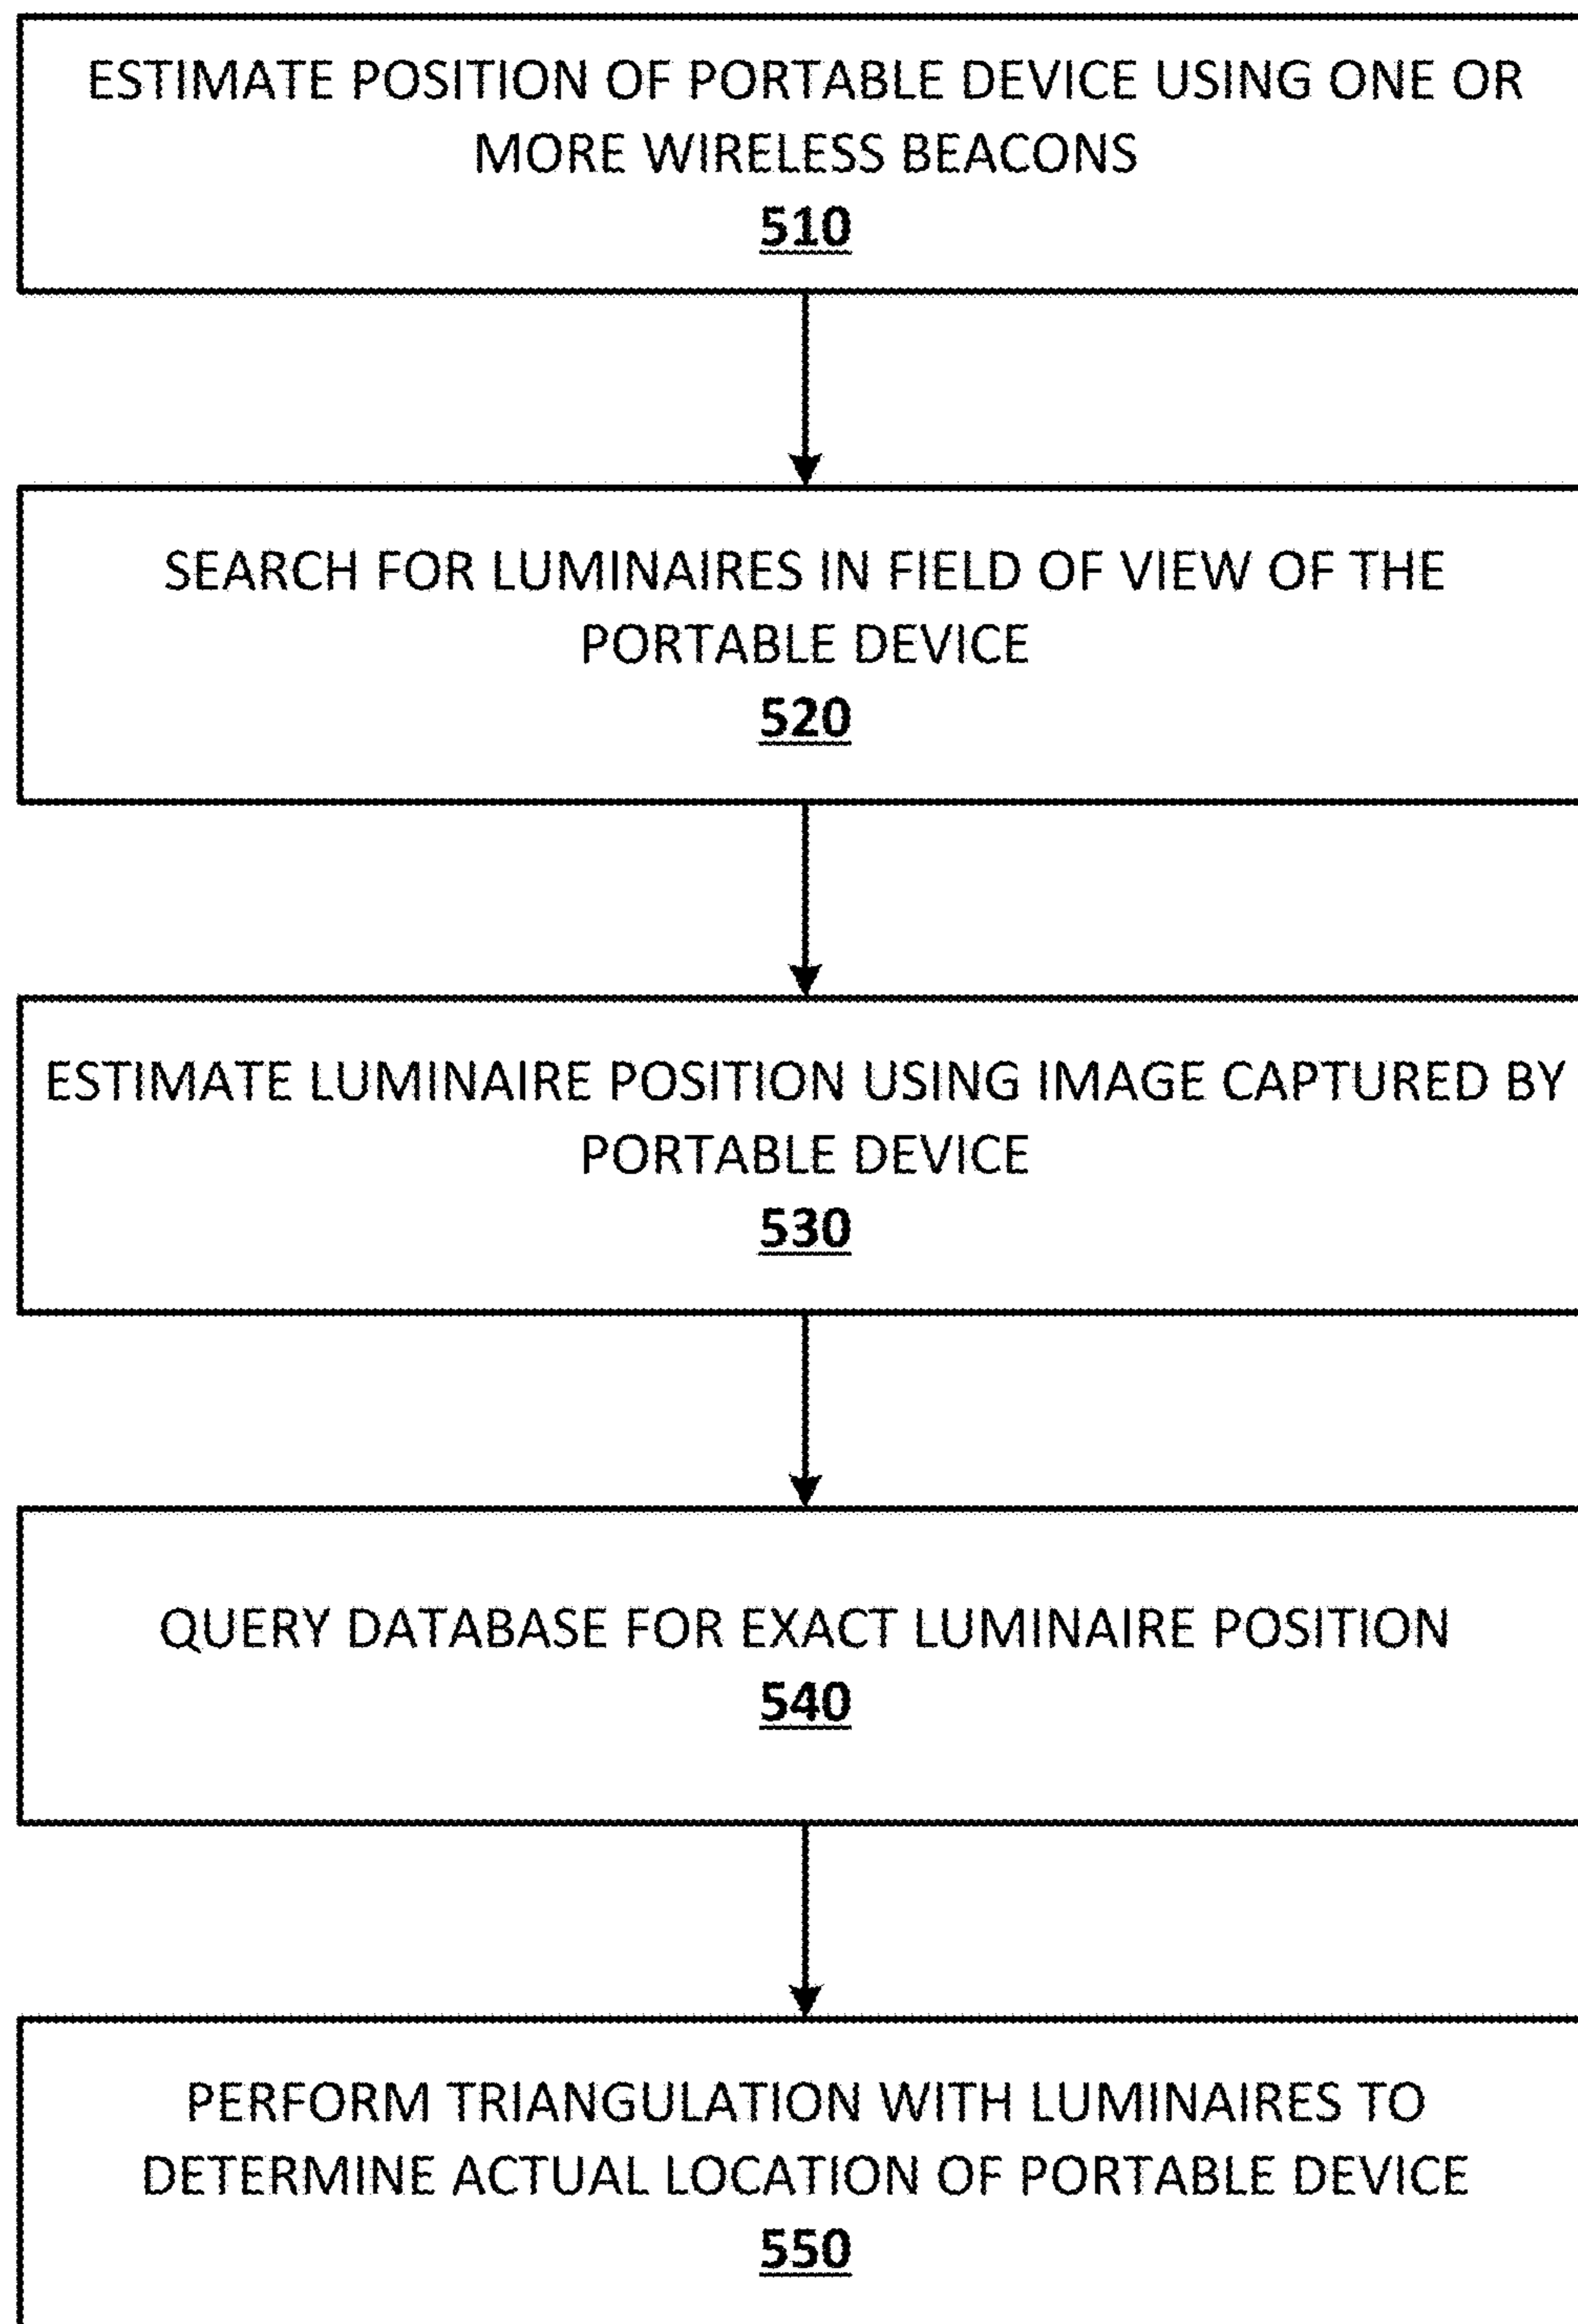 ESTIMATE POSITION OF PORTABLE DEVICE USING ONE OR
MORE WIRELESS BEACONS
510
SEARCH FOR LUMINAIRES IN FIELD OF VIEW OF THE
PORTABLE DEVICE
520
ESTIMATE LUMINAIRE POSITION USING IMAGE CAPTURED BY
PORTABLE DEVICE
530
QUERY DATABASE FOR EXACT LUMINAIRE POSITION
540
PERFORM TRIANGULATION WITH LUMINAIRES TO
DETERMINE ACTUAL LOCATION OF PORTABLE DEVICE
550